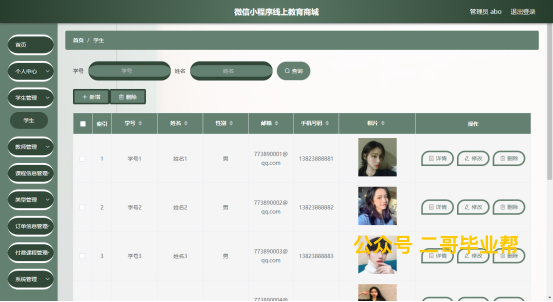 微信小程序线上教育商城
管理员 abo 退出登录
首页
个人中心
学生管理
学生
教师管理
课程信息管理
类型管理
订单信息管理
付费课程管理
系统管理
首页 / 学生
学号 学号 姓名 姓名 查询
新增 删除
索引 学号 姓名 性别 邮箱 手机号码 照片 操作
1 学号1 姓名1 男 773890001@qq.com 13823888881 详情 修改 删除
2 学号2 姓名2 男 773890002@qq.com 13823888882 详情 修改 删除
3 学号3 姓名3 男 773890003@qq.com 13823888883 详情 修改 删除
773890004@
公众号 二哥毕业帮